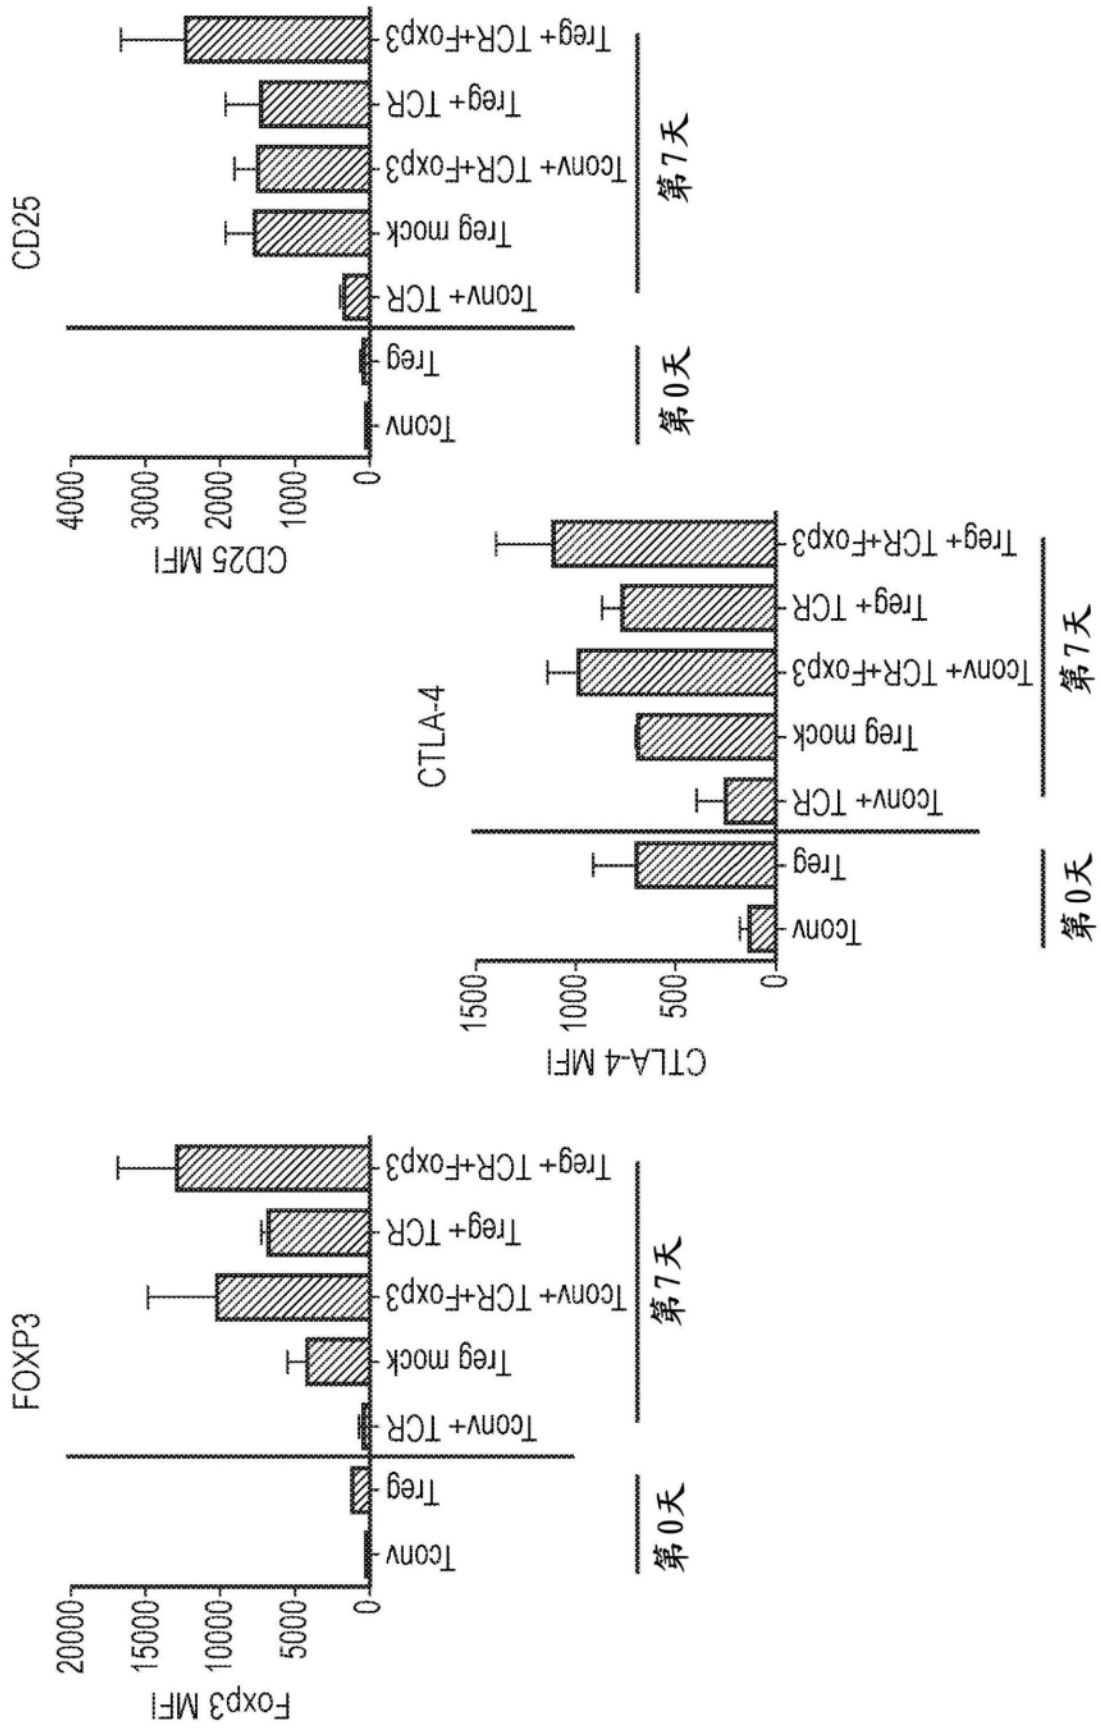 FOXP3
Foxp3 MFI
20000
15000
10000
5000
0
Tconv
Treg
Tconv+ TCR
Treg mock
Tconv+ TCR+Foxp3
Treg+ TCR
Treg+ TCR+Foxp3
第0天
第7天
CD25
CD25 MFI
4000
3000
2000
1000
0
Tconv
Treg
Tconv+ TCR
Treg mock
Tconv+ TCR+Foxp3
Treg+ TCR
Treg+ TCR+Foxp3
第0天
第7天
CTLA-4
CTLA-4 MFI
1500
1000
500
0
Tconv
Treg
Tconv+ TCR
Treg mock
Tconv+ TCR+Foxp3
Treg+ TCR
Treg+ TCR+Foxp3
第0天
第7天